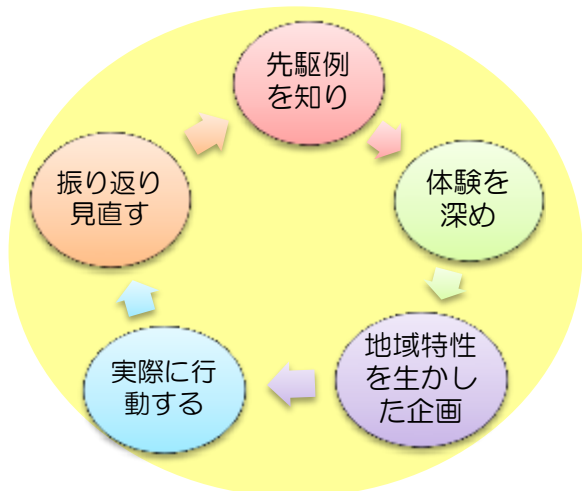 先駆例
を知り
体験を
深め
地域特性
を生かし
た企画
実際に行
動する
振り返り
見直す